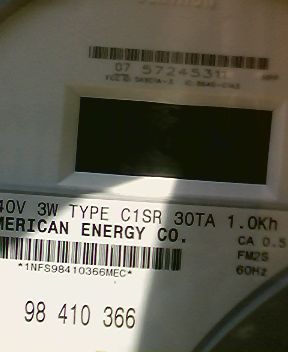 07 57245311
40V 3W TYPE C1SR 30TA 1.0Kh
MERICAN ENERGY CO.
CA 0.5
FM2S
60Hz
*1NFS98410366MEC*
98 410 366